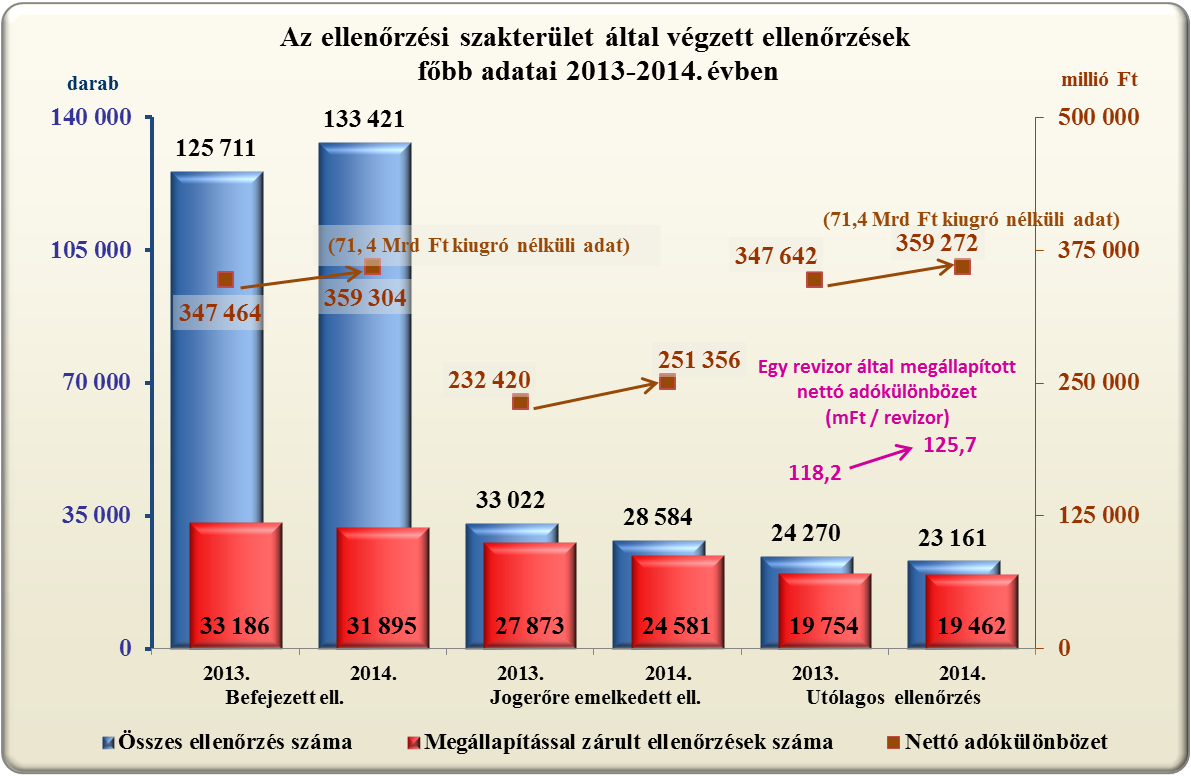 Az ellenőrzési szakterület által végzett ellenőrzések
főbb adatai 2013-2014. évben
darab
millió Ft
140 000
105 000
70 000
35 000
0
500 000
375 000
250 000
125 000
0
125 711
133 421
(71, 4 Mrd Ft kiugró nélküli adat)
347 464
359 304
33 186
31 895
232 420
251 356
33 022
28 584
27 873
24 581
(71,4 Mrd Ft kiugró nélküli adat)
347 642
359 272
Egy revizor által megállapított
nettó adókülönbözet
(mFt / revizor)
118,2
125,7
24 270
23 161
19 754
19 462
2013. 2014. 2013. 2014. 2013. 2014.
Befejezett ell. Jogerőre emelkedett ell. Utólagos ellenőrzés
Összes ellenőrzés száma Megállapítással zárult ellenőrzések száma Nettó adókülönbözet